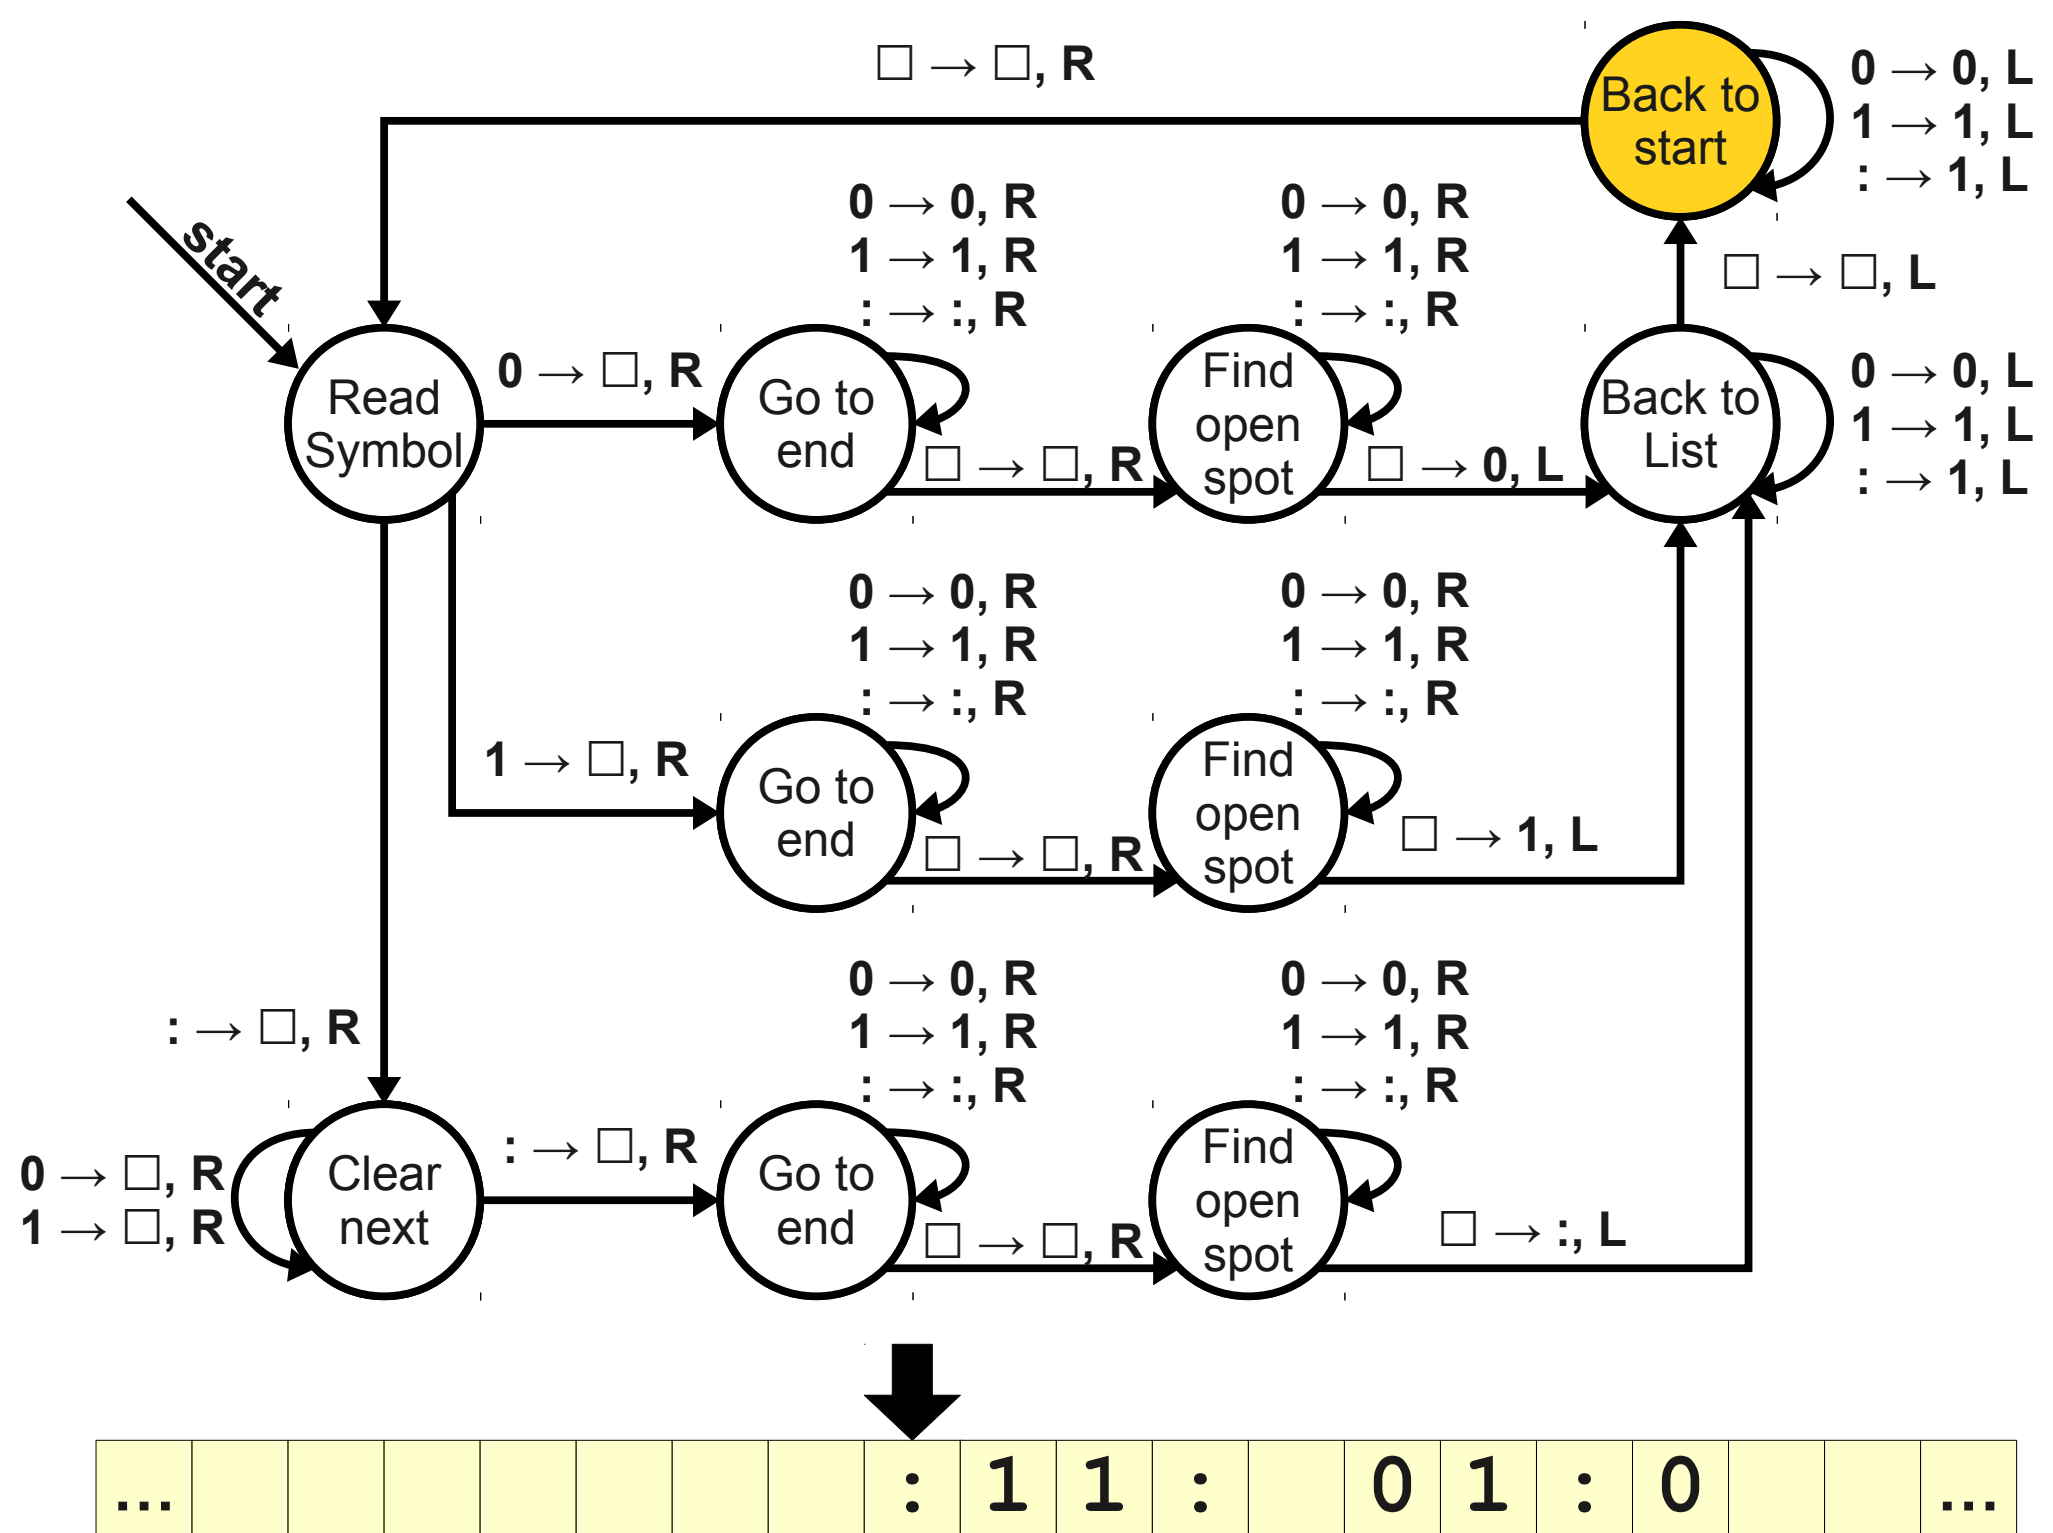 □ → □, R
Back to
start
0 → 0, L
1 → 1, L
: → 1, L
start
0 → 0, R
1 → 1, R
: → :, R
0 → 0, R
1 → 1, R
: → :, R
□ → □, L
Read
Symbol
0 → □, R
Go to
end
□ → □, R
Find
open
spot
□ → 0, L
Back to
List
0 → 0, L
1 → 1, L
: → 1, L
0 → 0, R
1 → 1, R
: → :, R
0 → 0, R
1 → 1, R
: → :, R
1 → □, R
Go to
end
□ → □, R
Find
open
spot
□ → 1, L
0 → 0, R
1 → 1, R
: → :, R
0 → 0, R
1 → 1, R
: → :, R
: → □, R
0 → □, R
1 → □, R
Clear
next
: → □, R
Go to
end
□ → □, R
Find
open
spot
□ → :, L
… : 1 1 : 0 1 : 0 …